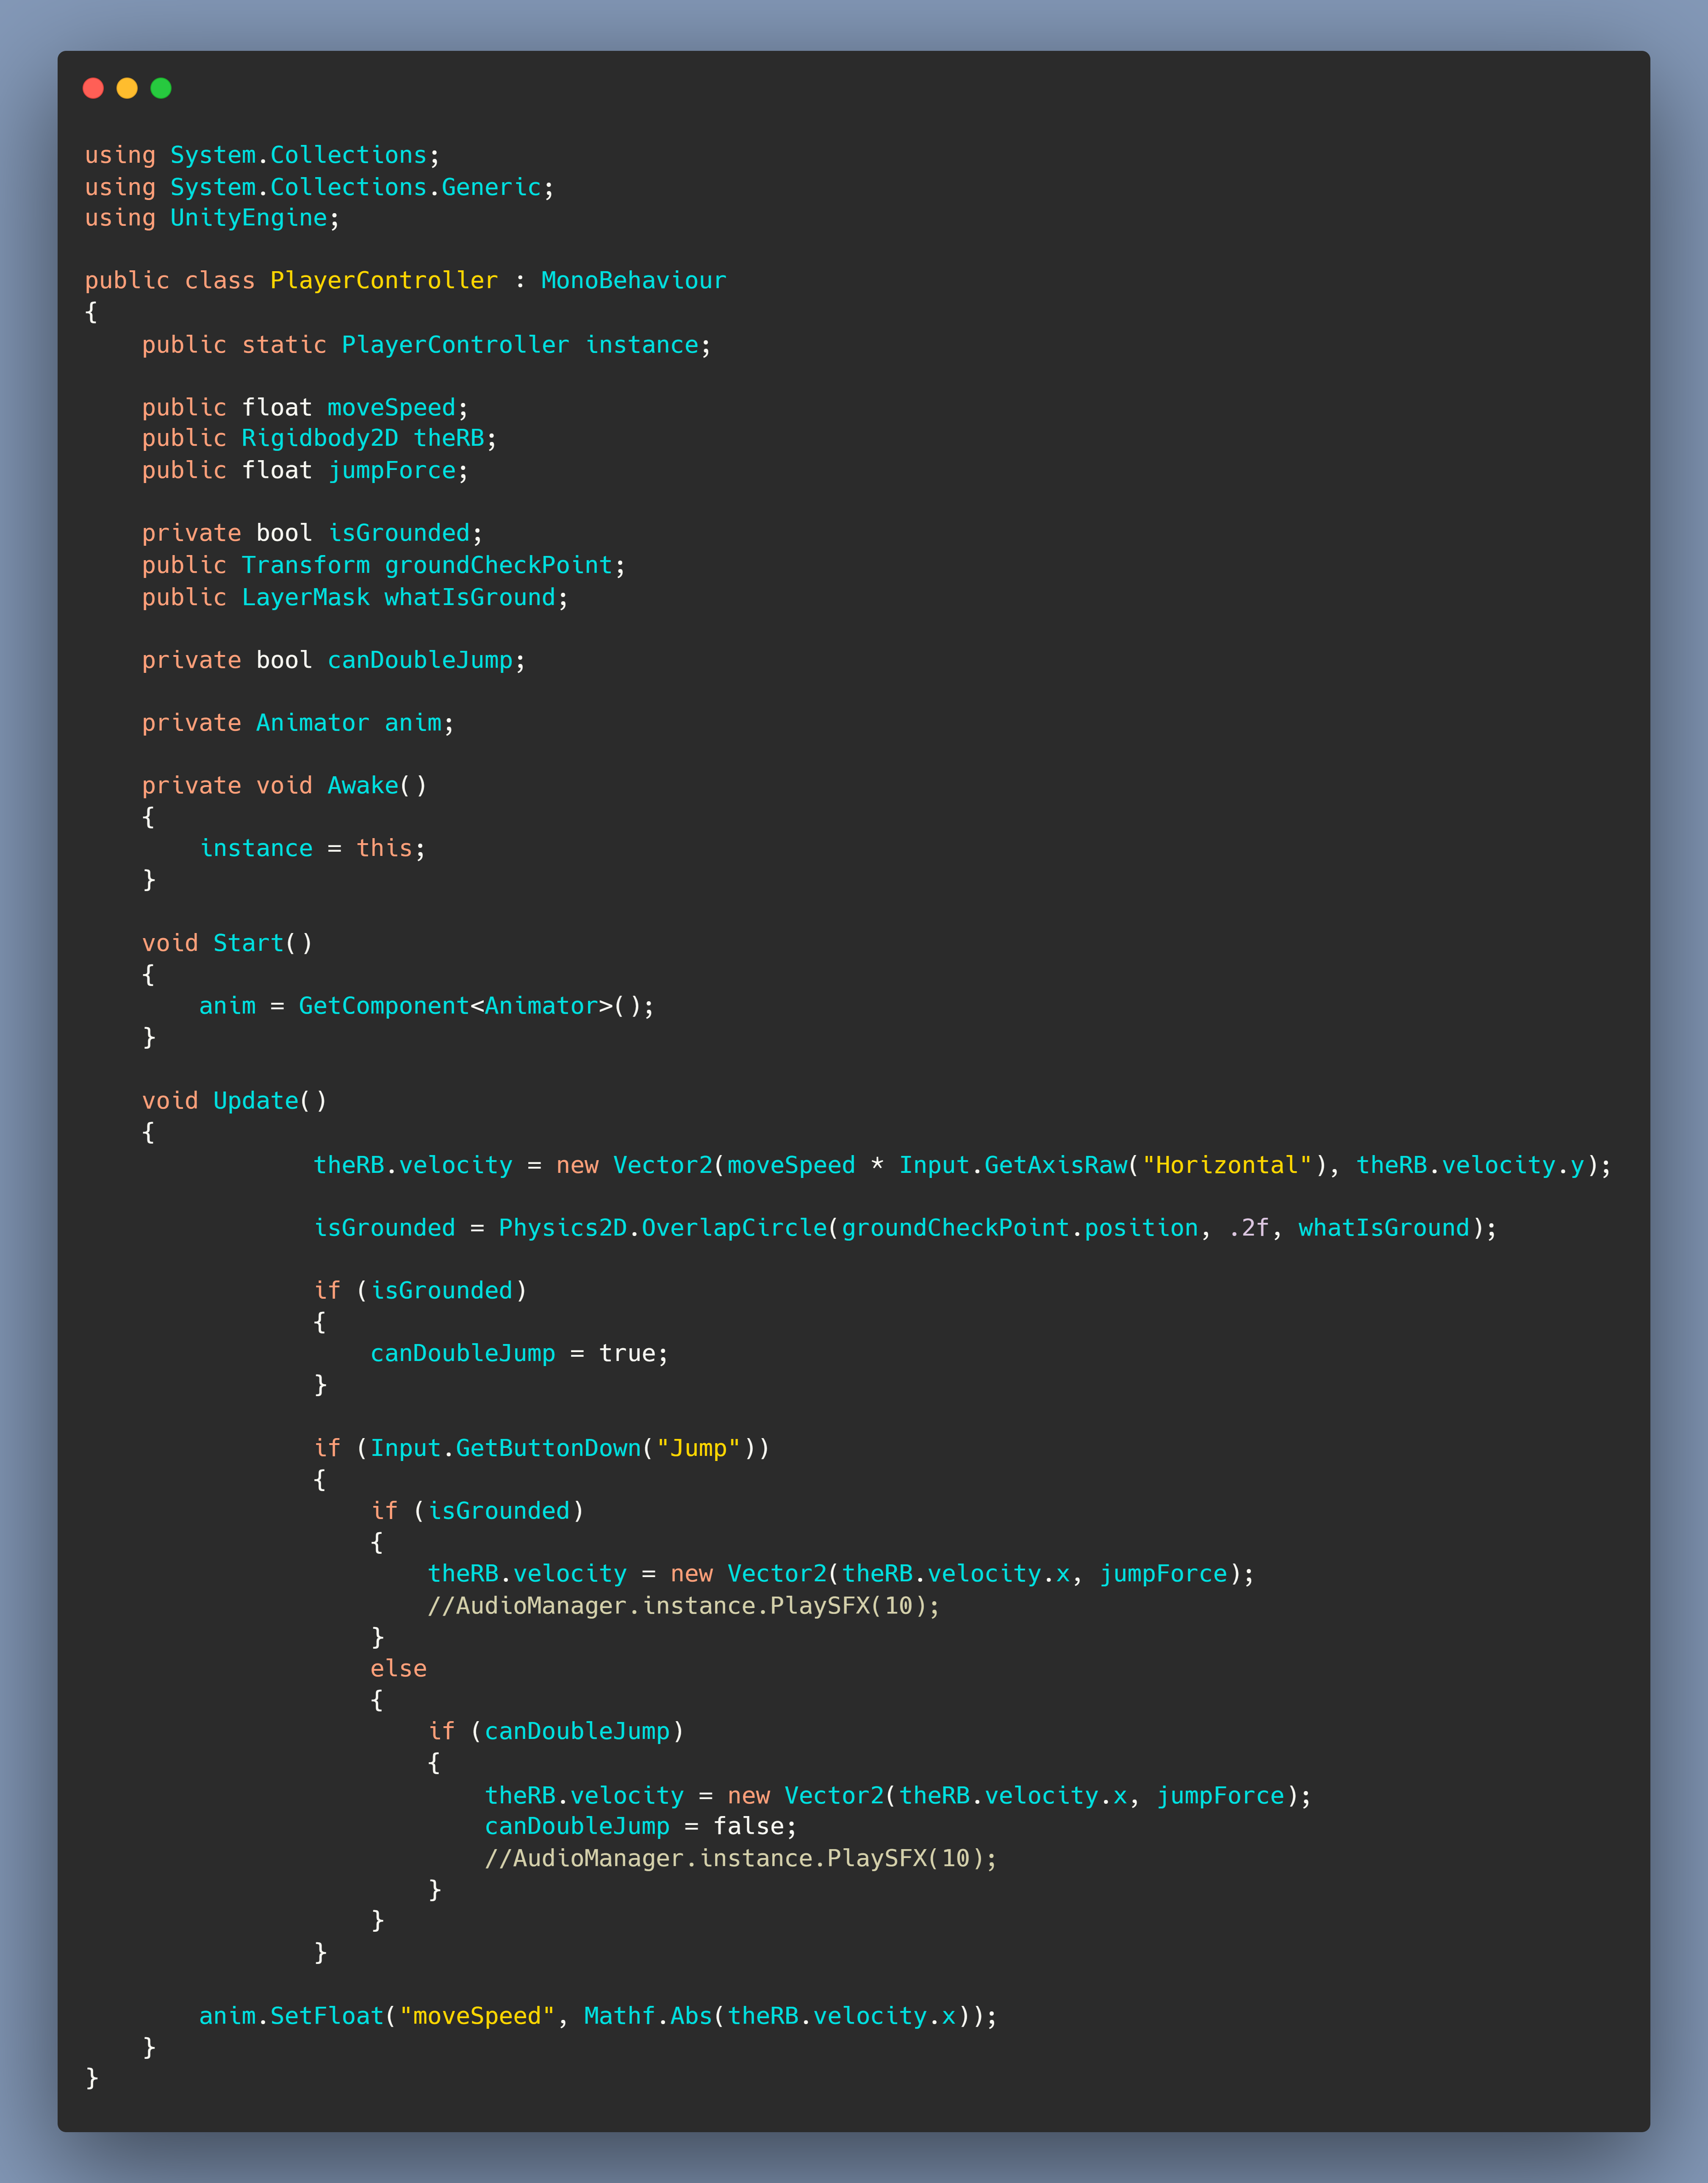 using System.Collections;
using System.Collections.Generic;
using UnityEngine;

public class PlayerController : MonoBehaviour
{
    public static PlayerController instance;

    public float moveSpeed;
    public Rigidbody2D theRB;
    public float jumpForce;

    private bool isGrounded;
    public Transform groundCheckPoint;
    public LayerMask whatIsGround;

    private bool canDoubleJump;

    private Animator anim;

    private void Awake()
    {
        instance = this;
    }

    void Start()
    {
        anim = GetComponent<Animator>();
    }

    void Update()
    {
                theRB.velocity = new Vector2(moveSpeed * Input.GetAxisRaw("Horizontal"), theRB.velocity.y);

                isGrounded = Physics2D.OverlapCircle(groundCheckPoint.position, .2f, whatIsGround);

                if (isGrounded)
                {
                    canDoubleJump = true;
                }

                if (Input.GetButtonDown("Jump"))
                {
                    if (isGrounded)
                    {
                        theRB.velocity = new Vector2(theRB.velocity.x, jumpForce);
                        //AudioManager.instance.PlaySFX(10);
                    }
                    else
                    {
                        if (canDoubleJump)
                        {
                            theRB.velocity = new Vector2(theRB.velocity.x, jumpForce);
                            canDoubleJump = false;
                            //AudioManager.instance.PlaySFX(10);
                        }
                    }
                }

        anim.SetFloat("moveSpeed", Mathf.Abs(theRB.velocity.x));
    }
}